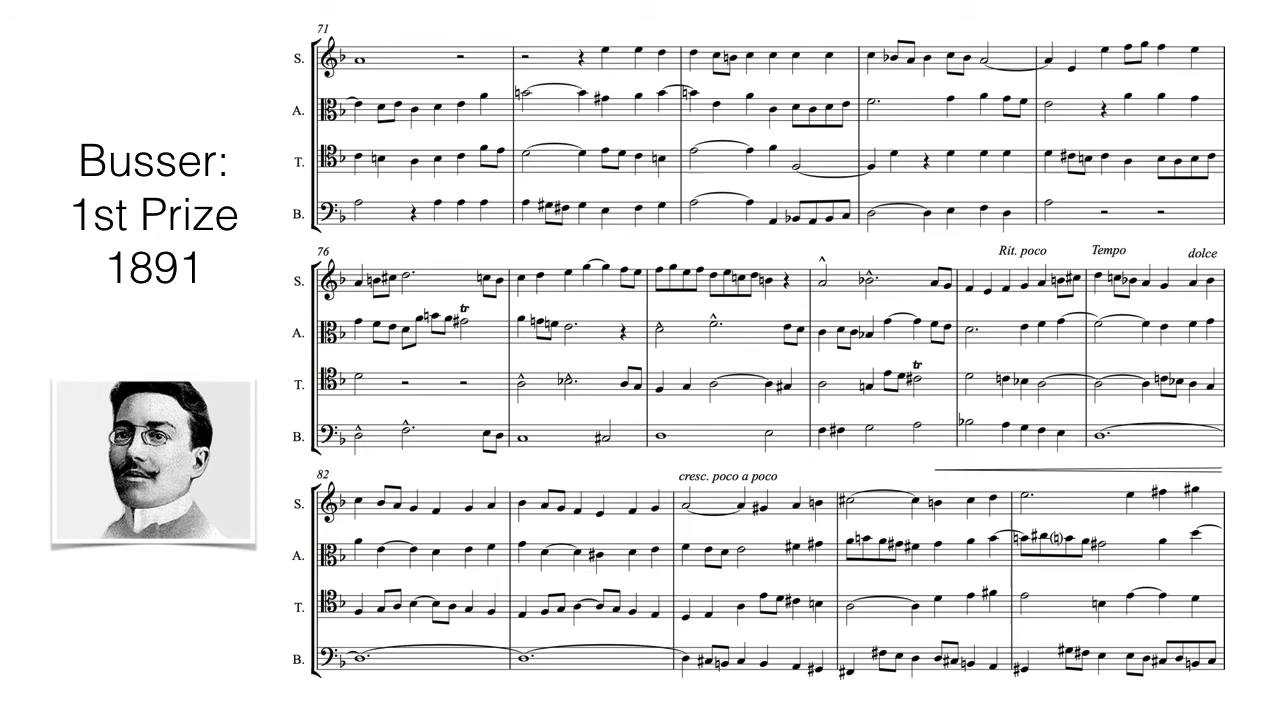 Busser:
1st Prize
1891
71
S.
A.
T.
B.
76
Rit. poco
Tempo
dolce
S.
tr
A.
T.
tr
B.
82
cresc. poco a poco
S.
A.
T.
B.